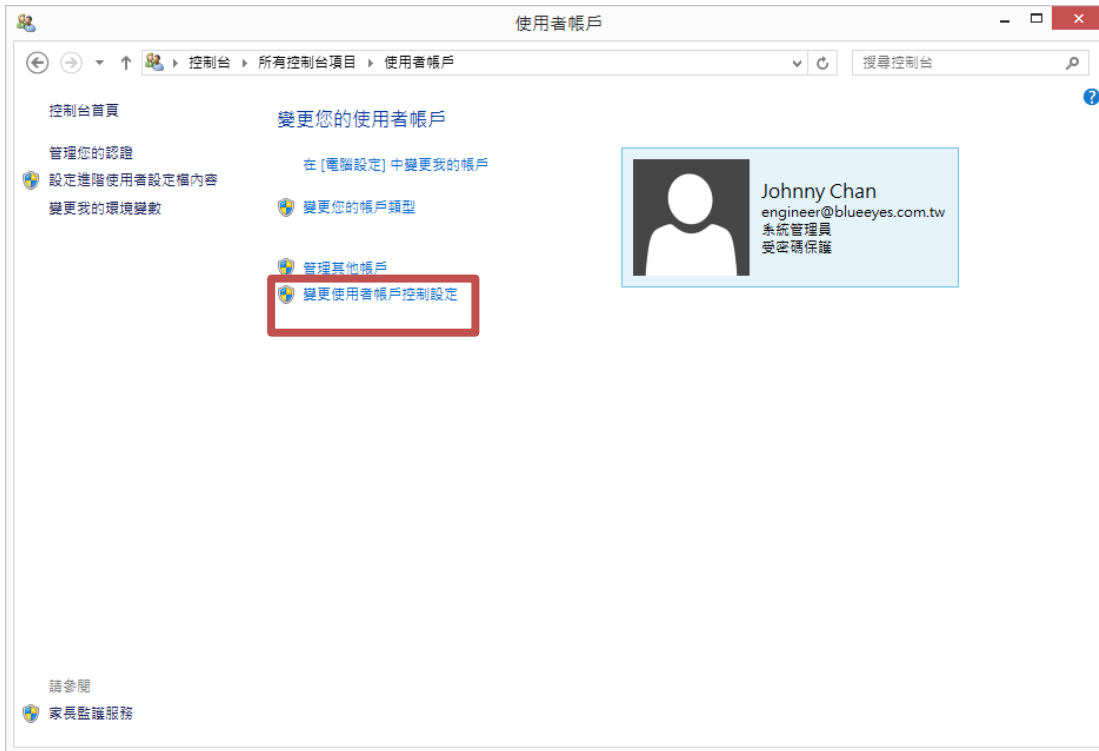 使用者帳戶
控制台 所有控制台項目 使用者帳戶
搜尋控制台
控制台首頁
管理您的認證
設定進階使用者設定檔內容
變更我的環境變數
變更您的使用者帳戶
在 [電腦設定] 中變更我的帳戶
變更您的帳戶類型
管理其他帳戶
變更使用者帳戶控制設定
Johnny Chan
engineer@blueeyes.com.tw
系統管理員
受密碼保護
請參閱
家長監護服務